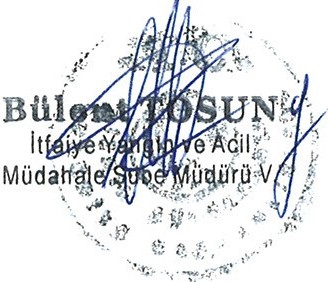 Bülent TOSUN
İtfaiye Yangın ve Acil
Müdahale Şube Müdürü V.